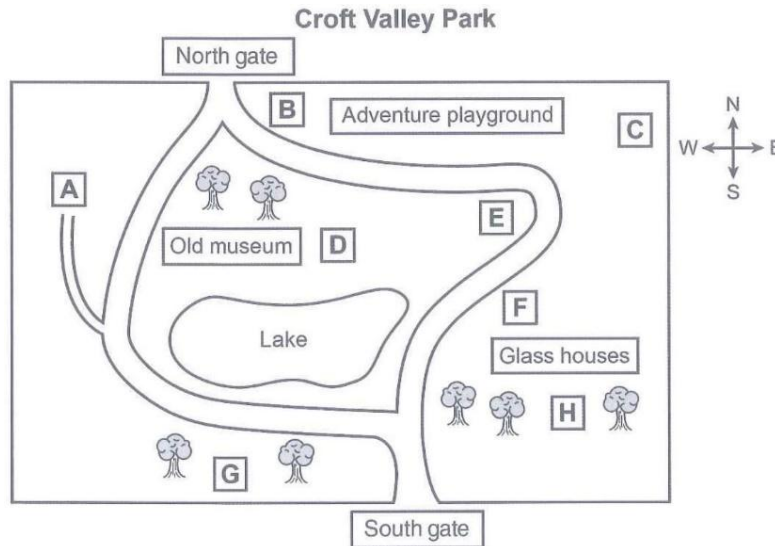 Croft Valley Park
North gate
B
Adventure playground
C
N
W
E
S
A
E
Old museum
D
F
Lake
Glass houses
H
G
South gate